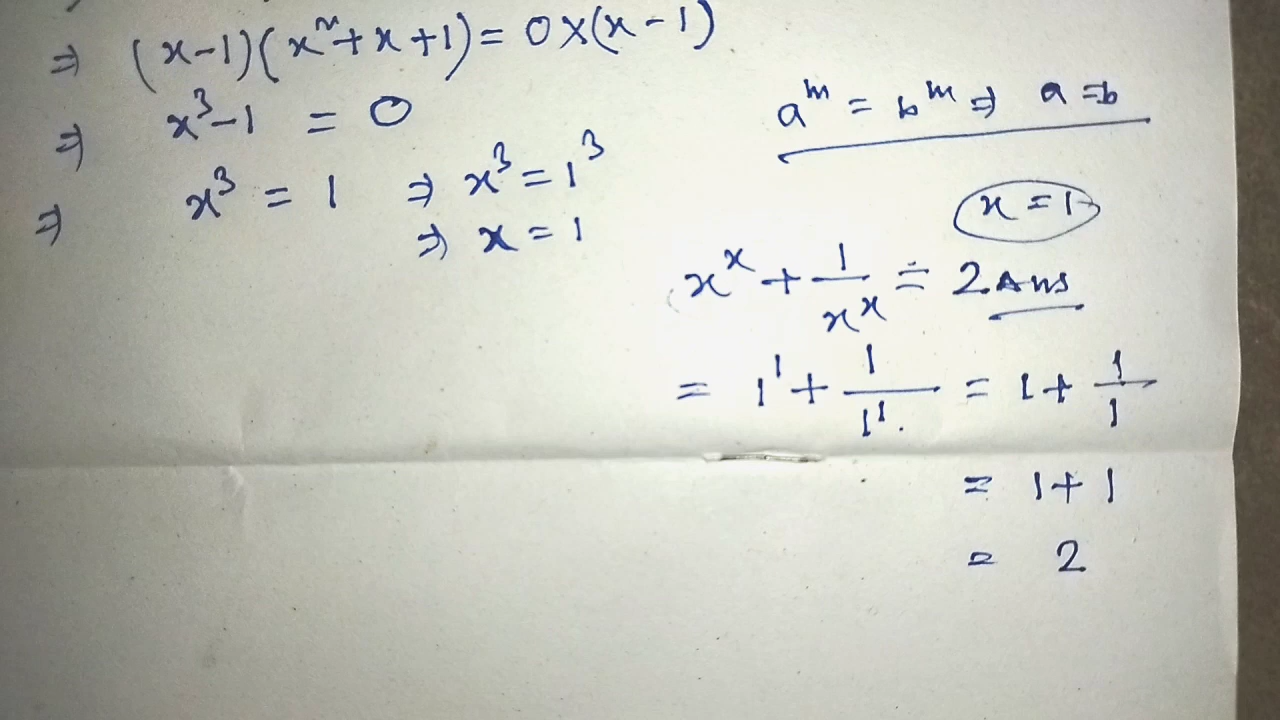 ⇒ (x-1)(x² + x + 1) = 0×(x - 1)
⇒ x³-1 = 0
⇒ x³ = 1 ⇒ x³ = 1³
⇒ x = 1
aᵐ = bᵐ ⇒ a = b
x = 1
xˣ + 1/xˣ = 2 Ans
= 1¹ + 1/1¹. = 1 + 1/1
= 1 + 1
= 2